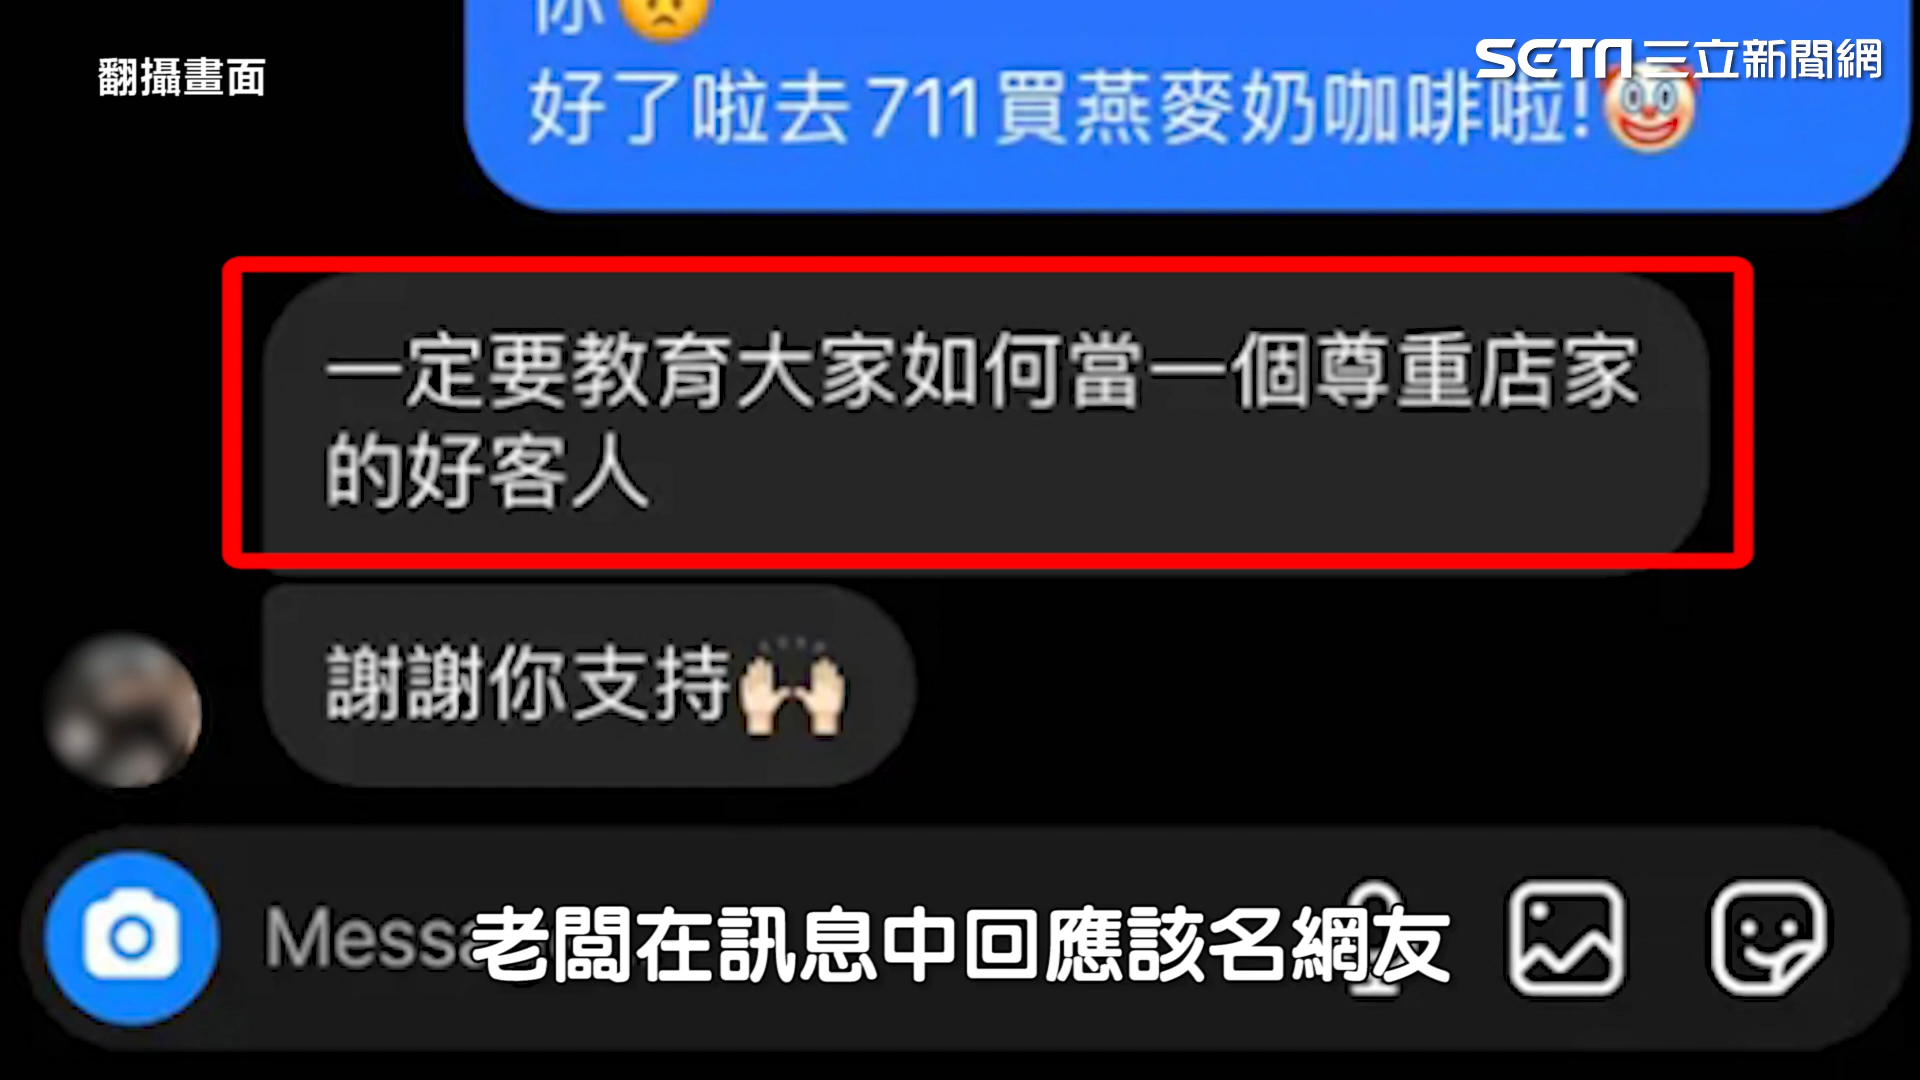 翻攝畫面
SETN三立新聞網
你😟
好了啦去711買燕麥奶咖啡啦!🤡
一定要教育大家如何當一個尊重店家
的好客人
謝謝你支持🙌🏻
Messa
老闆在訊息中回應該名網友